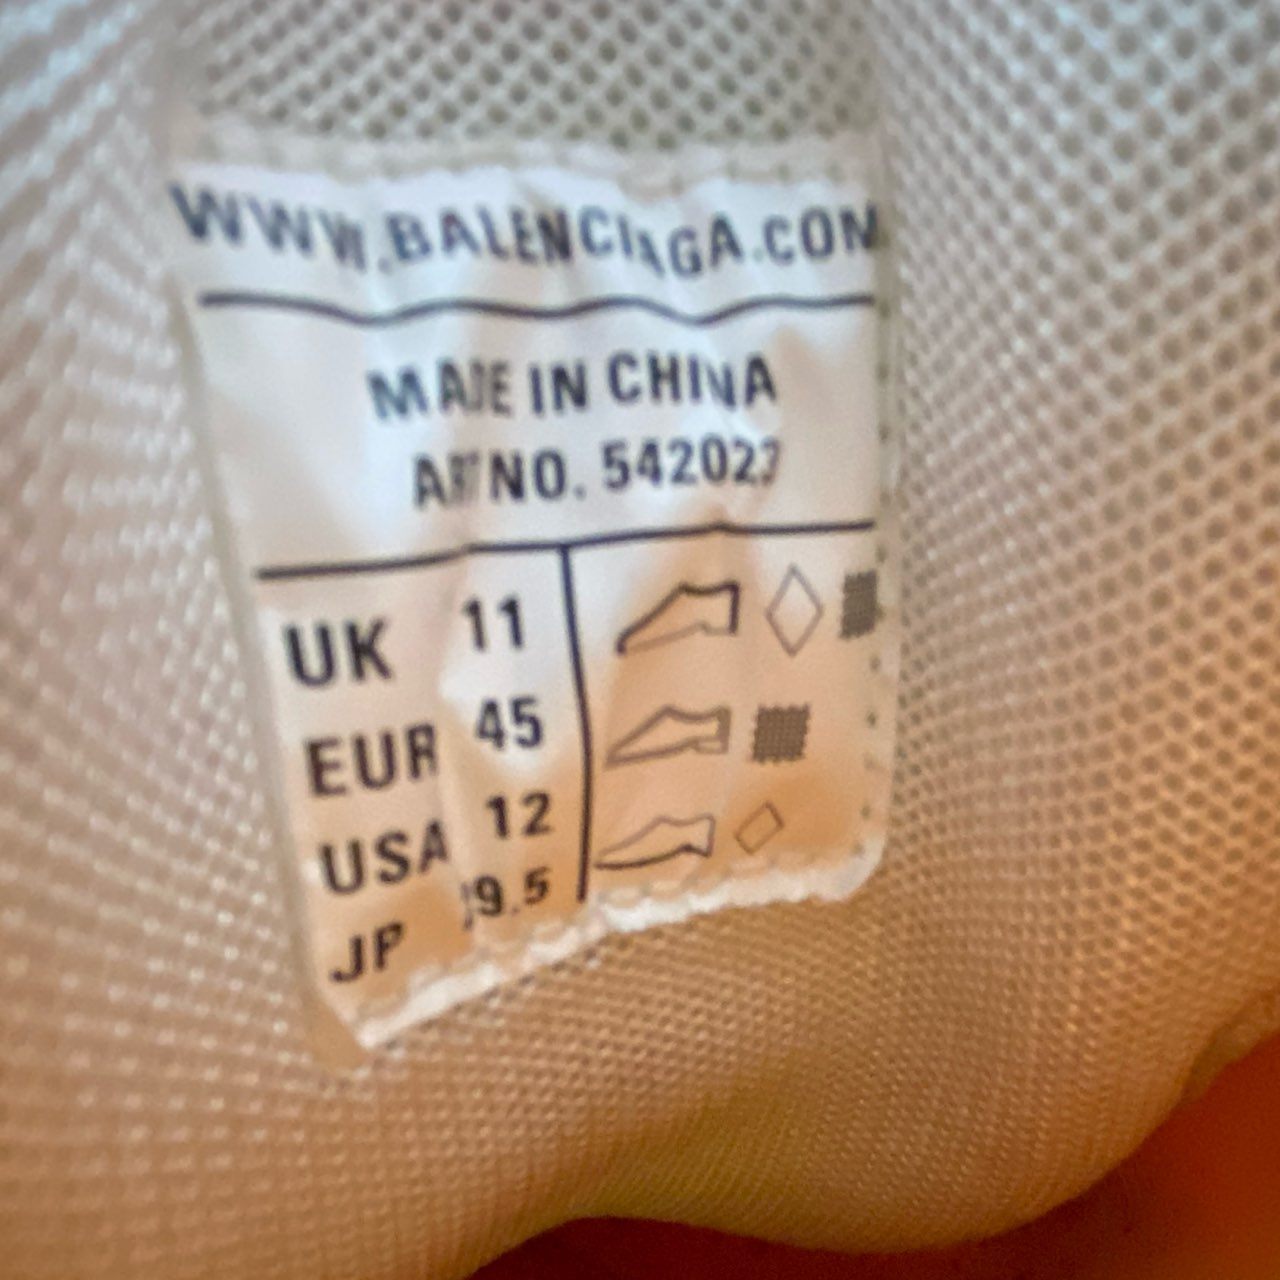 WWW.BALENCIAGA.COM
MADE IN CHINA
ART NO. 542023
UK 11
EUR 45
USA 12
JP 29.5